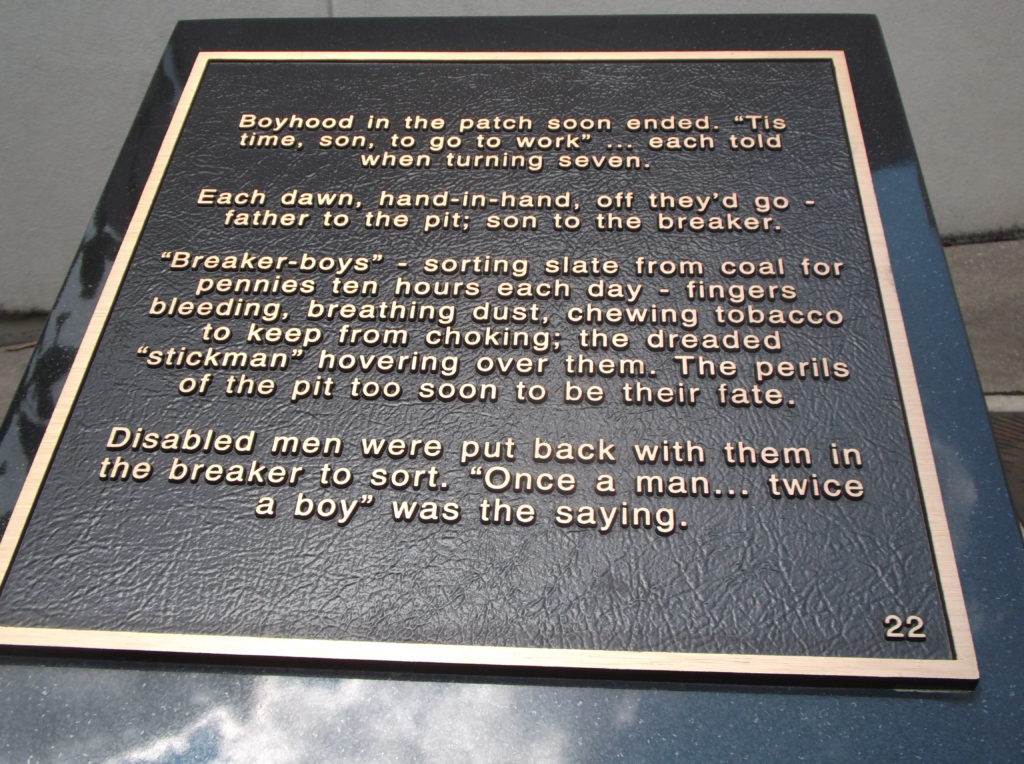 Boyhood in the patch soon ended. “Tis
time, son, to go to work” ... each told
when turning seven.
Each dawn, hand-in-hand, off they’d go -
father to the pit; son to the breaker.
“Breaker-boys” - sorting slate from coal for
pennies ten hours each day - fingers
bleeding, breathing dust, chewing tobacco
to keep from choking; the dreaded
“stickman” hovering over them. The perils
of the pit too soon to be their fate.
Disabled men were put back with them in
the breaker to sort. “Once a man... twice
a boy” was the saying.
22